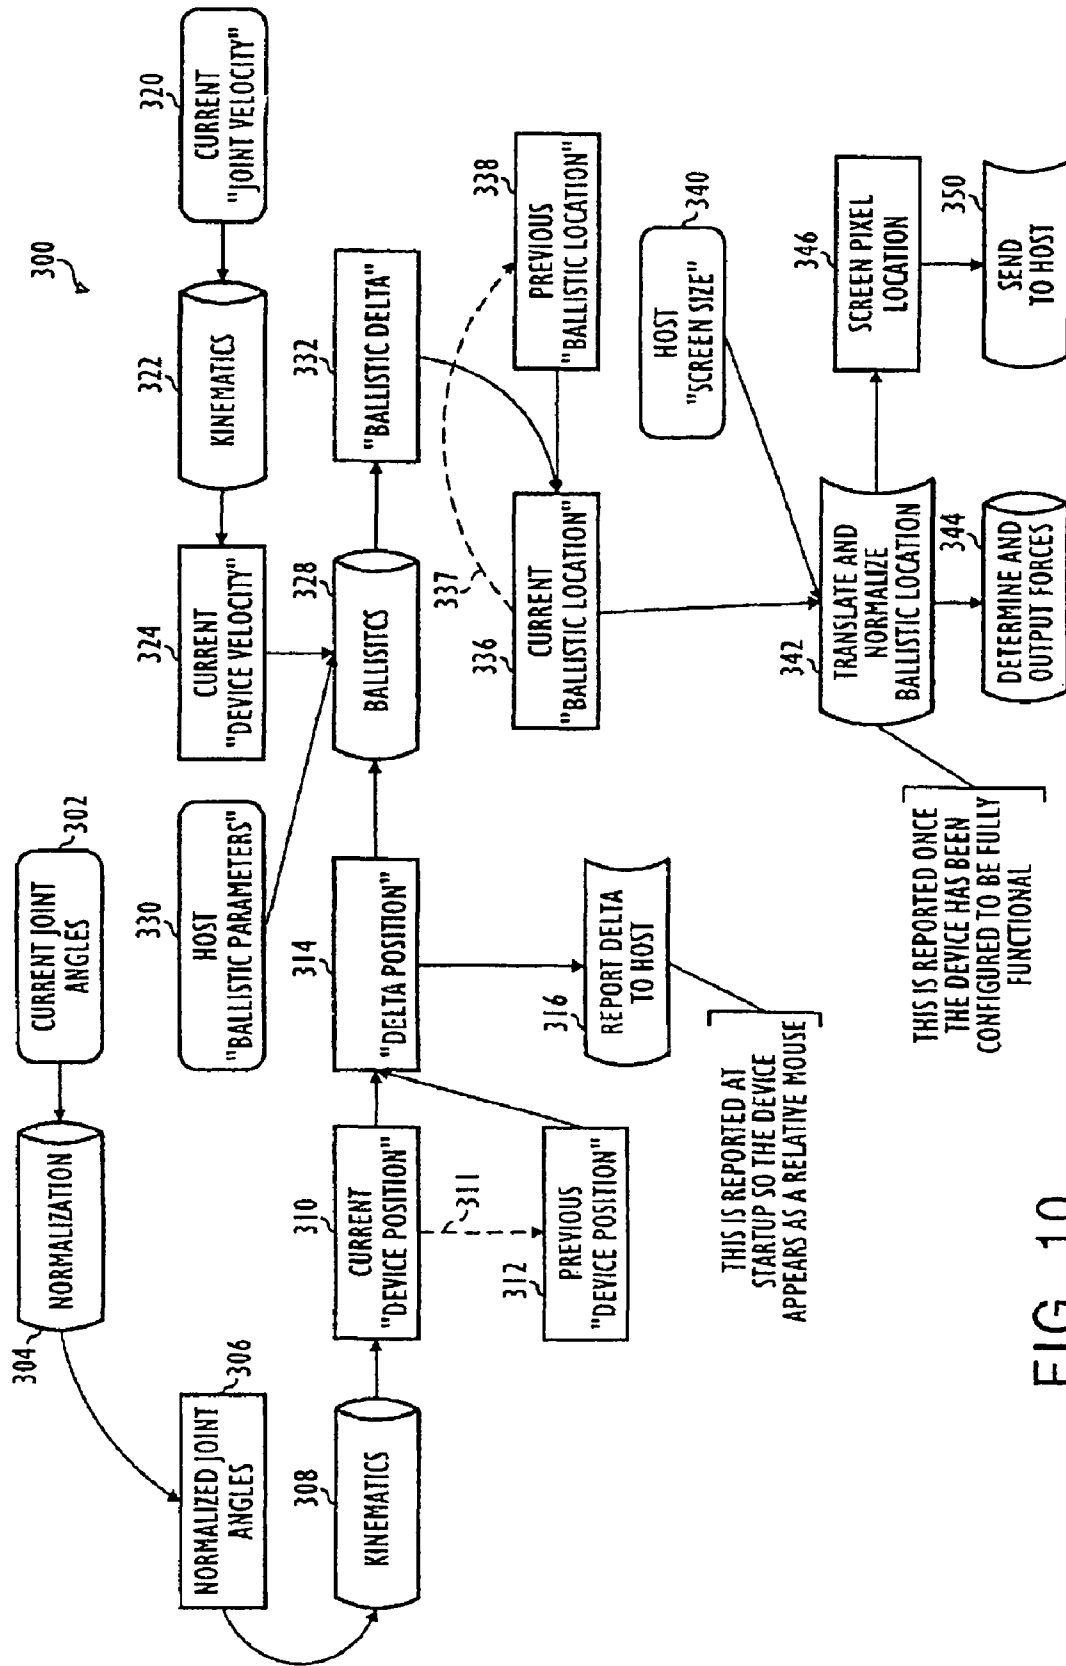 300
CURRENT JOINT
ANGLES
302
NORMALIZATION
304
NORMALIZED JOINT
ANGLES
306
KINEMATICS
308
CURRENT
"DEVICE POSITION"
310
311
PREVIOUS
"DEVICE POSITION"
312
"DELTA POSITION"
314
REPORT DELTA
TO HOST
316
THIS IS REPORTED AT
STARTUP SO THE DEVICE
APPEARS AS A RELATIVE MOUSE
CURRENT
"JOINT VELOCITY"
320
KINEMATICS
322
CURRENT
"DEVICE VELOCITY"
324
HOST
"BALLISTIC PARAMETERS"
330
BALLISITCS
328
"BALLISTIC DELTA"
332
CURRENT
"BALLISTIC LOCATION"
336
337
PREVIOUS
"BALLISTIC LOCATION"
338
HOST
"SCREEN SIZE"
340
TRANSLATE AND
NORMALIZE
BALLISTIC LOCATION
342
DETERMINE AND
OUTPUT FORCES
344
SCREEN PIXEL
LOCATION
346
SEND
TO HOST
350
THIS IS REPORTED ONCE
THE DEVICE HAS BEEN
CONFIGURED TO BE FULLY
FUNCTIONAL
FIG. 10